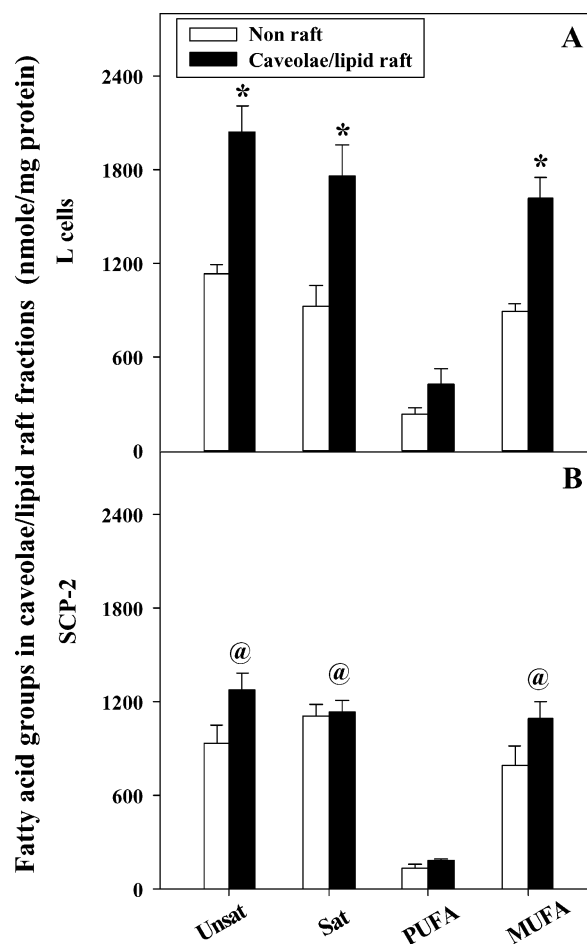 Non raft
Caveolae/lipid raft
A
2400
1800
1200
600
0
*
*
*
L cells
B
2400
1800
1200
600
0
@
@
@
SCP-2
Fatty acid groups in caveolae/lipid raft fractions (nmole/mg protein)
Unsat
Sat
PUFA
MUFA